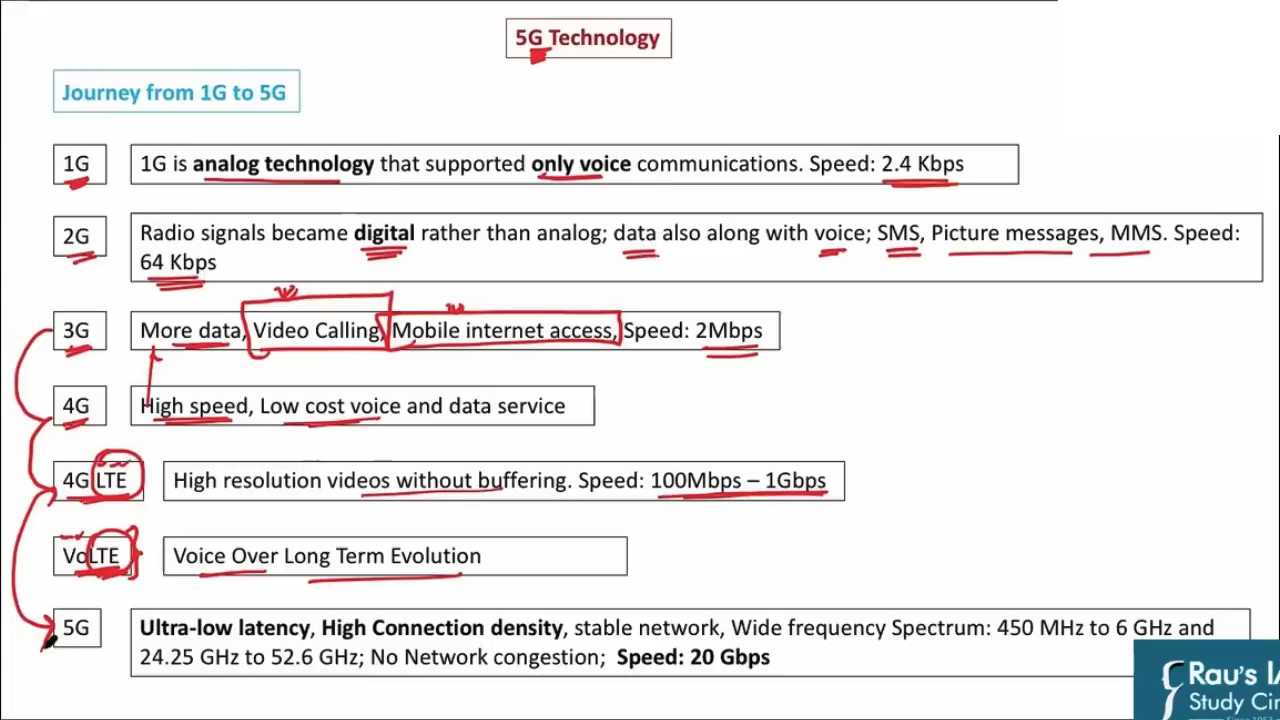 5G Technology
Journey from 1G to 5G
1G 1G is analog technology that supported only voice communications. Speed: 2.4 Kbps
2G Radio signals became digital rather than analog; data also along with voice; SMS, Picture messages, MMS. Speed:
64 Kbps
3G More data, Video Calling, Mobile internet access, Speed: 2Mbps
4G High speed, Low cost voice and data service
4G LTE High resolution videos without buffering. Speed: 100Mbps – 1Gbps
VoLTE Voice Over Long Term Evolution
5G Ultra-low latency, High Connection density, stable network, Wide frequency Spectrum: 450 MHz to 6 GHz and
24.25 GHz to 52.6 GHz; No Network congestion; Speed: 20 Gbps
Rau's IA
Study Cir